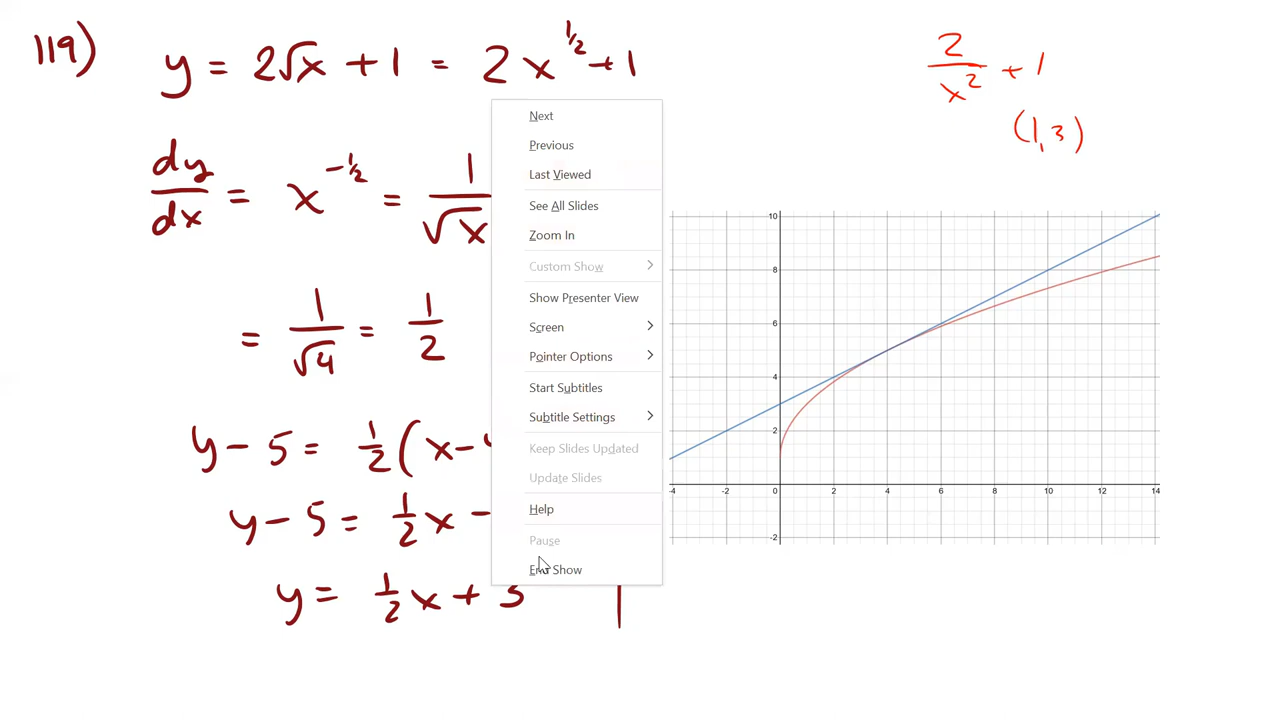 119) y = 2√x + 1 = 2x^{1/2} + 1
2/x² + 1
(1,3)
dy/dx = x^{-1/2} = 1/√x
= 1/√4 = 1/2
y - 5 = 1/2(x-4
y - 5 = 1/2x -
y = 1/2x + 3
Next
Previous
Last Viewed
See All Slides
Zoom In
Custom Show
Show Presenter View
Screen
Pointer Options
Start Subtitles
Subtitle Settings
Keep Slides Updated
Update Slides
Help
Pause
End Show
10
8
6
4
2
-4 -2 0 2 4 6 8 10 12 14
-2